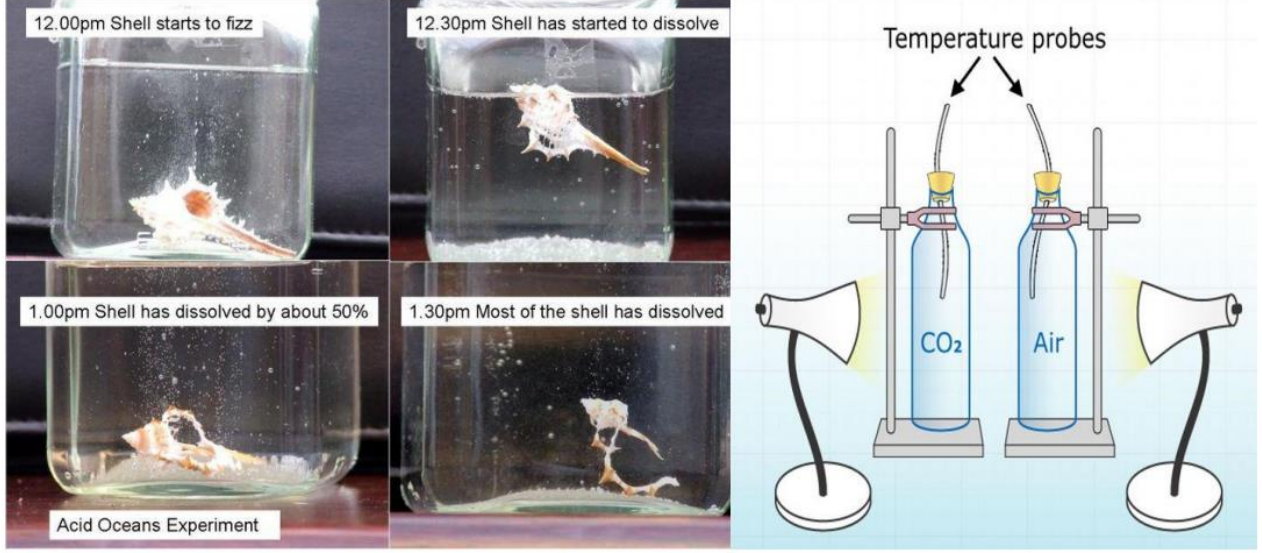 12.00pm Shell starts to fizz
12.30pm Shell has started to dissolve
1.00pm Shell has dissolved by about 50%
1.30pm Most of the shell has dissolved
Acid Oceans Experiment
Temperature probes
CO₂
Air